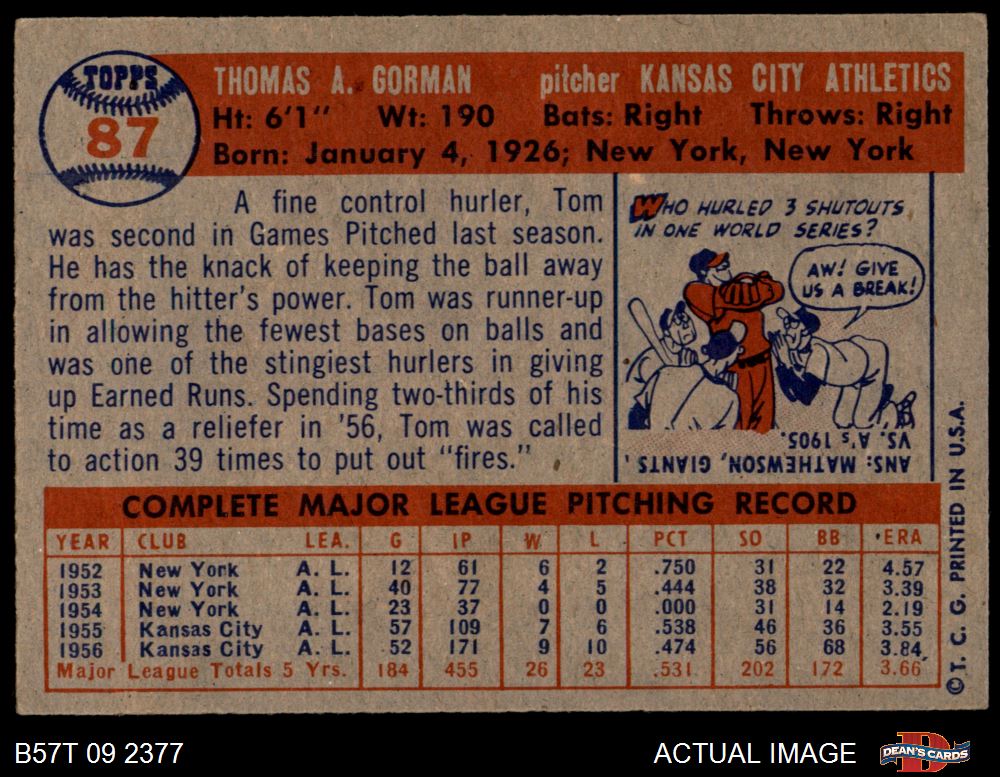 TOPPS
87
THOMAS A. GORMAN pitcher KANSAS CITY ATHLETICS
Ht: 6'1" Wt: 190 Bats: Right Throws: Right
Born: January 4, 1926; New York, New York
A fine control hurler, Tom
was second in Games Pitched last season.
He has the knack of keeping the ball away
from the hitter's power. Tom was runner-up
in allowing the fewest bases on balls and
was one of the stingiest hurlers in giving
up Earned Runs. Spending two-thirds of his
time as a reliefer in '56, Tom was called
to action 39 times to put out "fires."
WHO HURLED 3 SHUTOUTS
IN ONE WORLD SERIES?
AW! GIVE
US A BREAK!
ANS: MATHEWSON, GIANTS,
VS. A's 1905.
COMPLETE MAJOR LEAGUE PITCHING RECORD
YEAR CLUB LEA. G IP W L PCT SO BB ERA
1952 New York A. L. 12 61 6 2 .750 31 22 4.57
1953 New York A. L. 40 77 4 5 .444 38 32 3.39
1954 New York A. L. 23 37 0 0 .000 31 14 2.19
1955 Kansas City A. L. 57 109 7 6 .538 46 36 3.55
1956 Kansas City A. L. 52 171 9 10 .474 56 68 3.84
Major League Totals 5 Yrs. 184 455 26 23 .531 202 172 3.66
© T. C. G. PRINTED IN U.S.A.
B57T 09 2377 ACTUAL IMAGE
DEAN'S CARDS